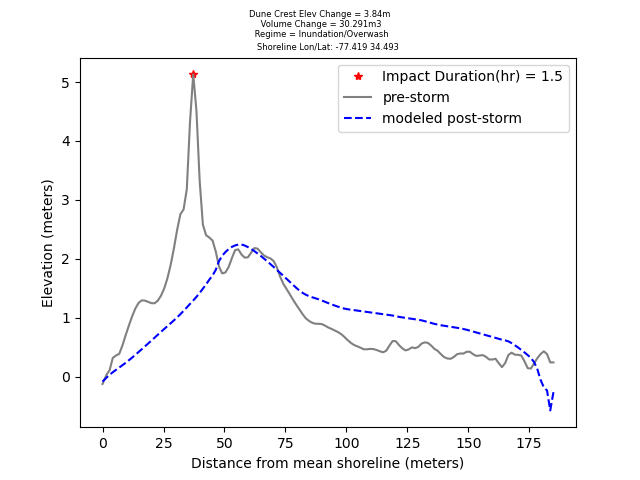 Dune Crest Elev Change = 3.84m
Volume Change = 30.291m3
Regime = Inundation/Overwash
Shoreline Lon/Lat: -77.419 34.493
Impact Duration(hr) = 1.5
pre-storm
modeled post-storm
Elevation (meters)
5
4
3
2
1
0
0 25 50 75 100 125 150 175
Distance from mean shoreline (meters)